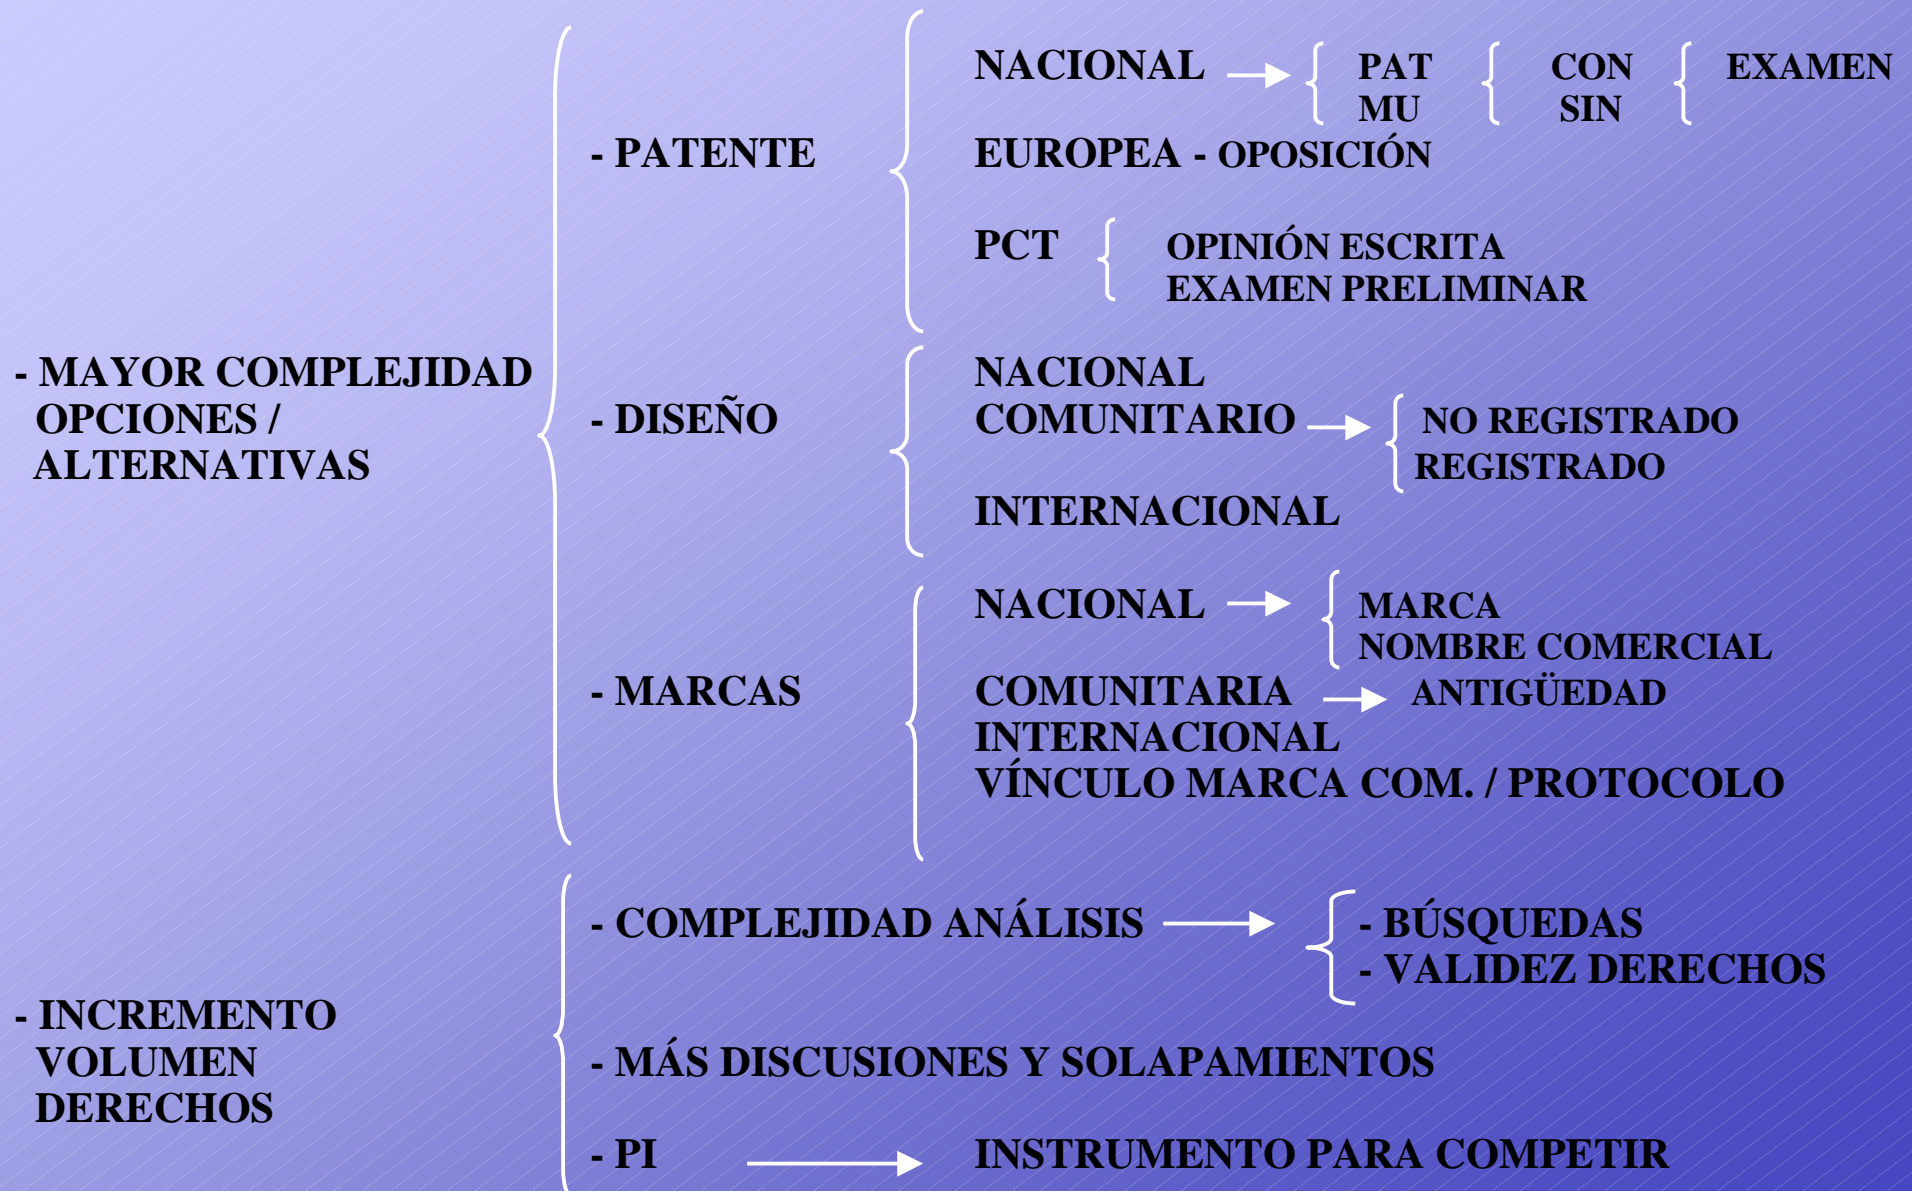 NACIONAL PAT CON EXAMEN
MU SIN
- PATENTE EUROPEA - OPOSICIÓN
PCT OPINIÓN ESCRITA
EXAMEN PRELIMINAR
- MAYOR COMPLEJIDAD
OPCIONES /
ALTERNATIVAS
- DISEÑO
NACIONAL
COMUNITARIO NO REGISTRADO
REGISTRADO
INTERNACIONAL
- MARCAS
NACIONAL MARCA
NOMBRE COMERCIAL
COMUNITARIA ANTIGÜEDAD
INTERNACIONAL
VÍNCULO MARCA COM. / PROTOCOLO
- INCREMENTO
VOLUMEN
DERECHOS
- COMPLEJIDAD ANÁLISIS - BÚSQUEDAS
- VALIDEZ DERECHOS
- MÁS DISCUSIONES Y SOLAPAMIENTOS
- PI INSTRUMENTO PARA COMPETIR